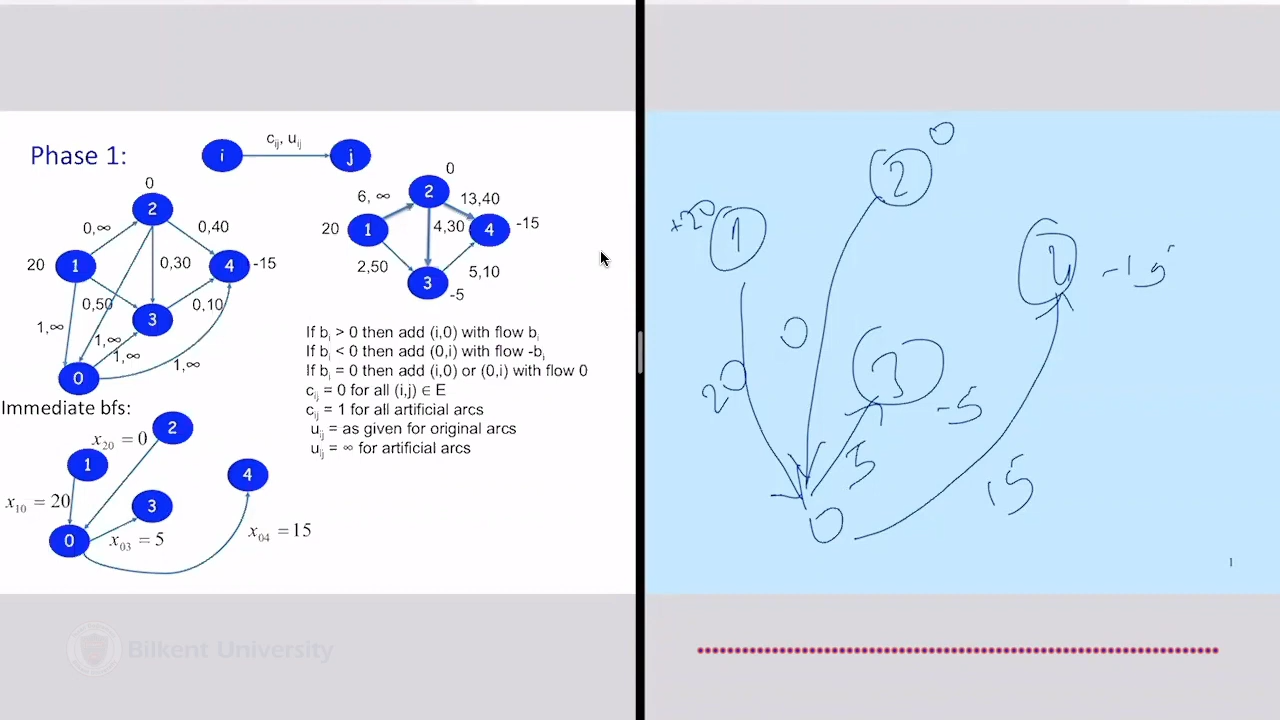 Phase 1:
c_ij, u_ij
i
j
0
2
0,∞
0,40
20
1
0,30
4
-15
0,50
3
0,10
1,∞
1,∞
1,∞
1,∞
0
0
6, ∞
2
13,40
20
1
4,30
4
-15
2,50
5,10
3
-5
If b_i > 0 then add (i,0) with flow b_i
If b_i < 0 then add (0,i) with flow -b_i
If b_i = 0 then add (i,0) or (0,i) with flow 0
c_ij = 0 for all (i,j) ∈ E
c_ij = 1 for all artificial arcs
u_ij = as given for original arcs
u_ij = ∞ for artificial arcs
Immediate bfs:
x_20 = 0
2
1
4
x_10 = 20
3
0
x_03 = 5
x_04 = 15
Bilkent University
0
2
+20
1
4
-15
0
3
20
-5
5
15
0
1